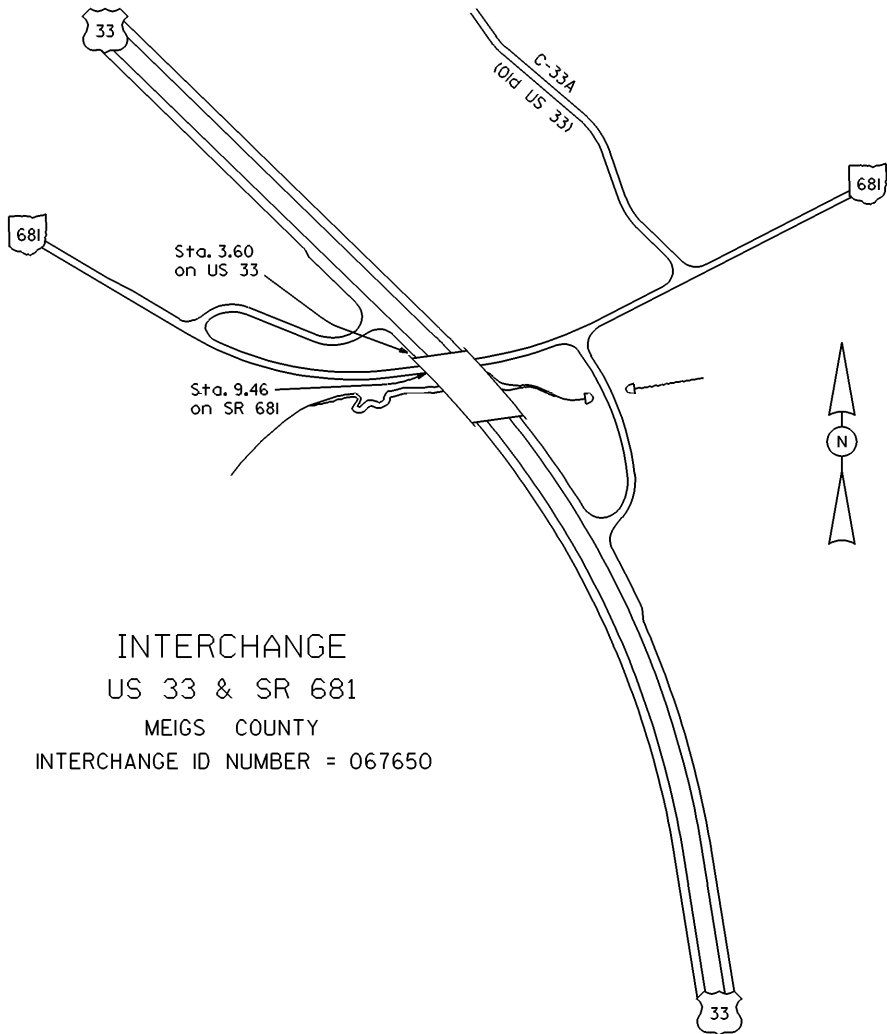 33
C-33A
(Old US 33)
681
681
Sta. 3.60
on US 33
Sta. 9.46
on SR 681
N
INTERCHANGE
US 33 & SR 681
MEIGS COUNTY
INTERCHANGE ID NUMBER = 067650
33